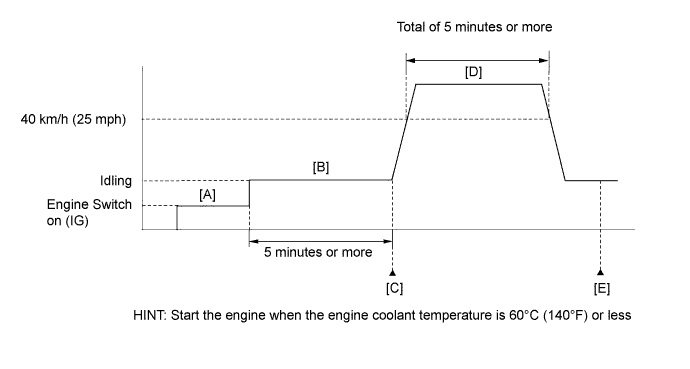 Total of 5 minutes or more
[D]
40 km/h (25 mph)
[B]
Idling
[A]
Engine Switch
on (IG)
5 minutes or more
[C]
[E]
HINT: Start the engine when the engine coolant temperature is 60°C (140°F) or less